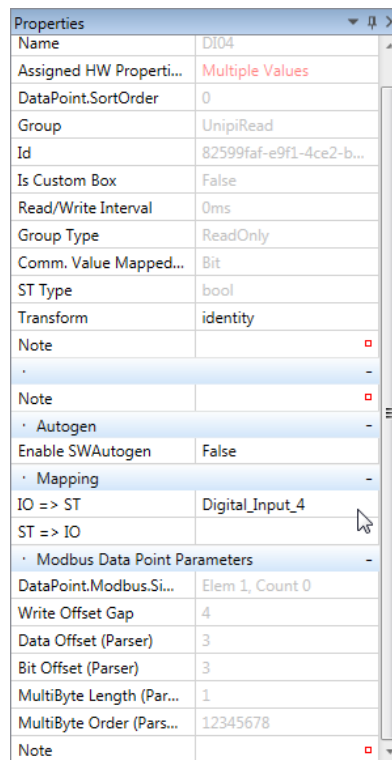 Properties
Name DI04
Assigned HW Properti... Multiple Values
DataPoint.SortOrder 0
Group UnipiRead
Id 82599faf-e9f1-4ce2-b...
Is Custom Box False
Read/Write Interval 0ms
Group Type ReadOnly
Comm. Value Mapped... Bit
ST Type bool
Transform identity
Note
· -
Note
· Autogen -
Enable SWAutogen False
· Mapping -
IO => ST Digital_Input_4
ST => IO
· Modbus Data Point Parameters -
DataPoint.Modbus.Si... Elem 1, Count 0
Write Offset Gap 4
Data Offset (Parser) 3
Bit Offset (Parser) 3
MultiByte Length (Par... 1
MultiByte Order (Pars... 12345678
Note